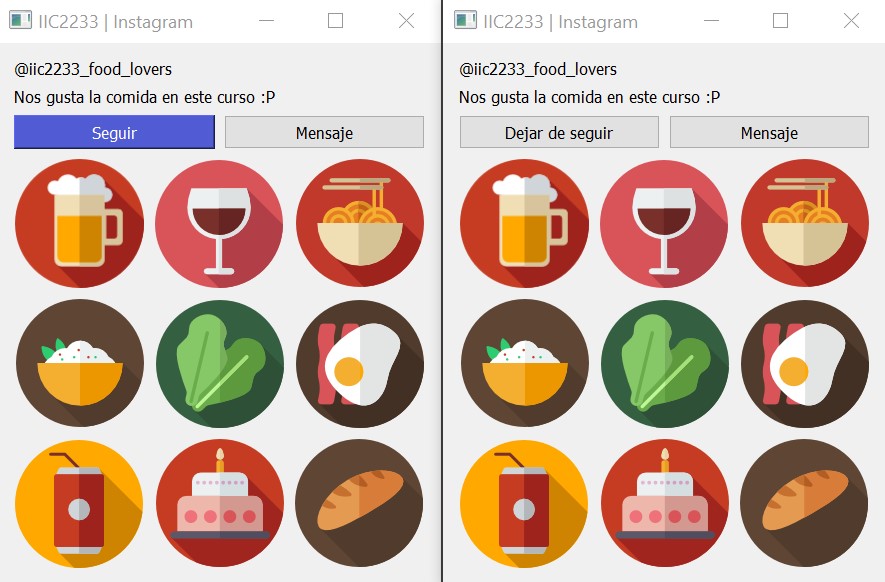 IIC2233 | Instagram
@iic2233_food_lovers
Nos gusta la comida en este curso :P
Seguir
Mensaje
IIC2233 | Instagram
@iic2233_food_lovers
Nos gusta la comida en este curso :P
Dejar de seguir
Mensaje